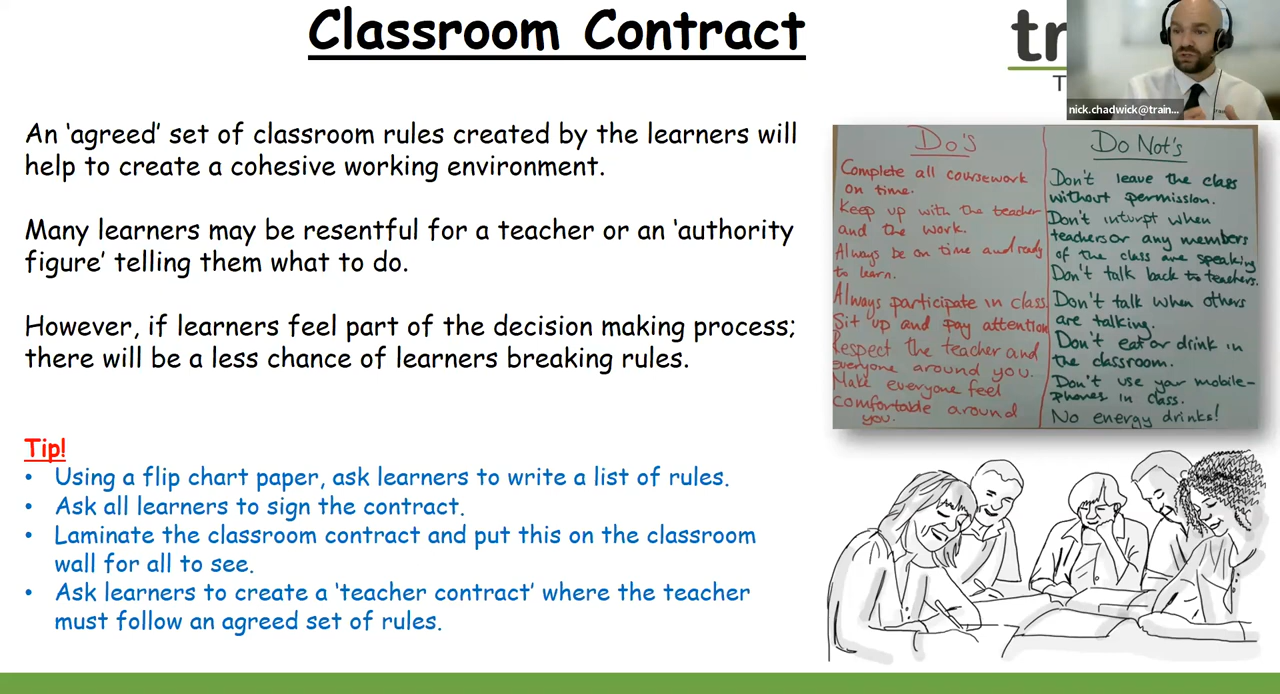 Classroom Contract
tr
T
nick.chadwick@train...
An ‘agreed’ set of classroom rules created by the learners will
help to create a cohesive working environment.
Many learners may be resentful for a teacher or an ‘authority
figure’ telling them what to do.
However, if learners feel part of the decision making process;
there will be a less chance of learners breaking rules.
Tip!
• Using a flip chart paper, ask learners to write a list of rules.
• Ask all learners to sign the contract.
• Laminate the classroom contract and put this on the classroom
wall for all to see.
• Ask learners to create a ‘teacher contract’ where the teacher
must follow an agreed set of rules.
Do's
Complete all coursework
on time.
Keep up with the teacher
and the work.
Always be on time and ready
to learn.
Always participate in class.
Sit up and pay attention
Respect the teacher and
everyone around you.
Make everyone feel
comfortable around
you.
Do Not's
Don't leave the class
without permission.
Don't inturpt when
teachers or any members
of the class are speaking
Don't talk back to teachers.
Don't talk when others
are talking.
Don't eat or drink in
the classroom.
Don't use your mobile-
phones in class.
No energy drinks!